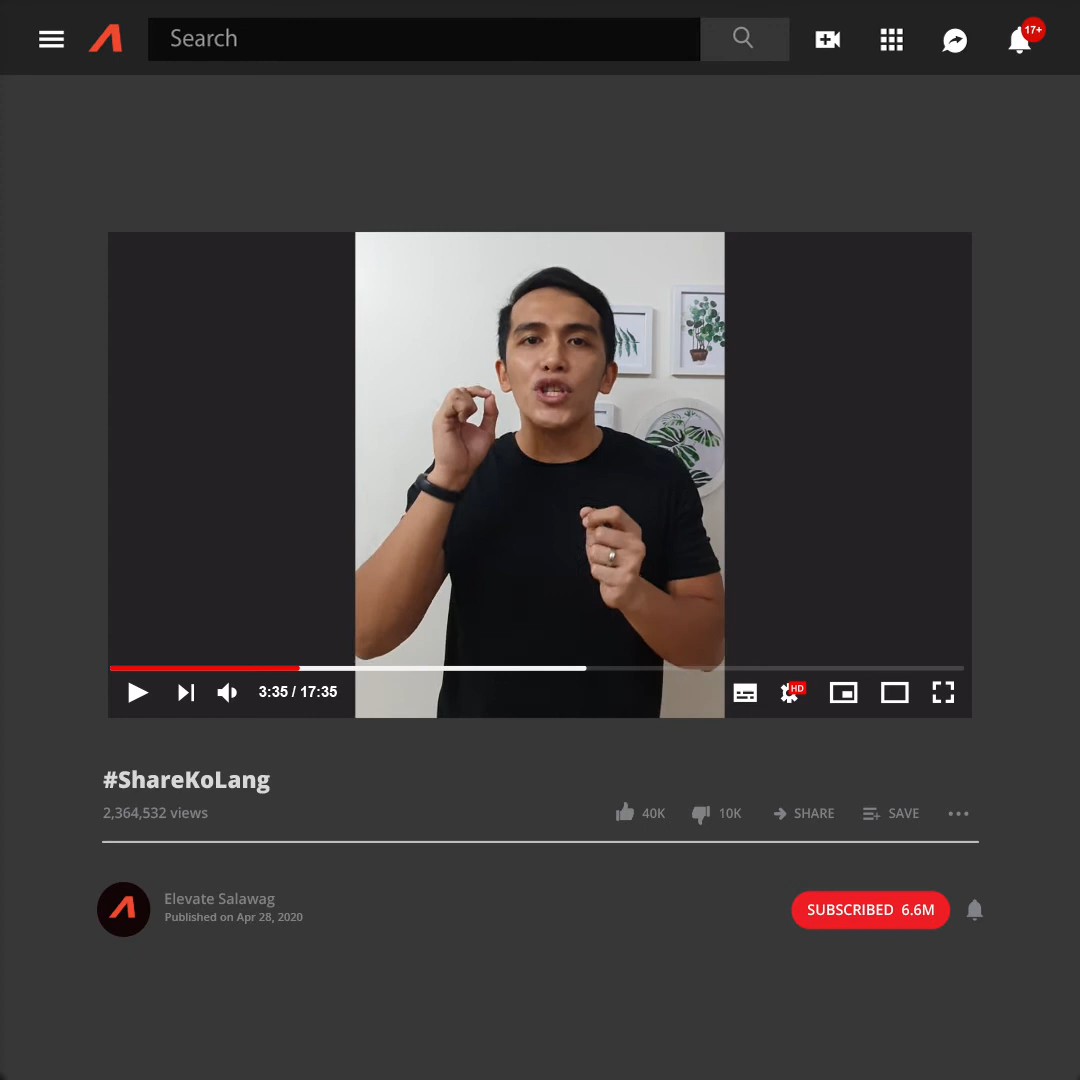 Search
17+
3:35 / 17:35
HD
#ShareKoLang
2,364,532 views
40K
10K
SHARE
SAVE
Elevate Salawag
Published on Apr 28, 2020
SUBSCRIBED 6.6M